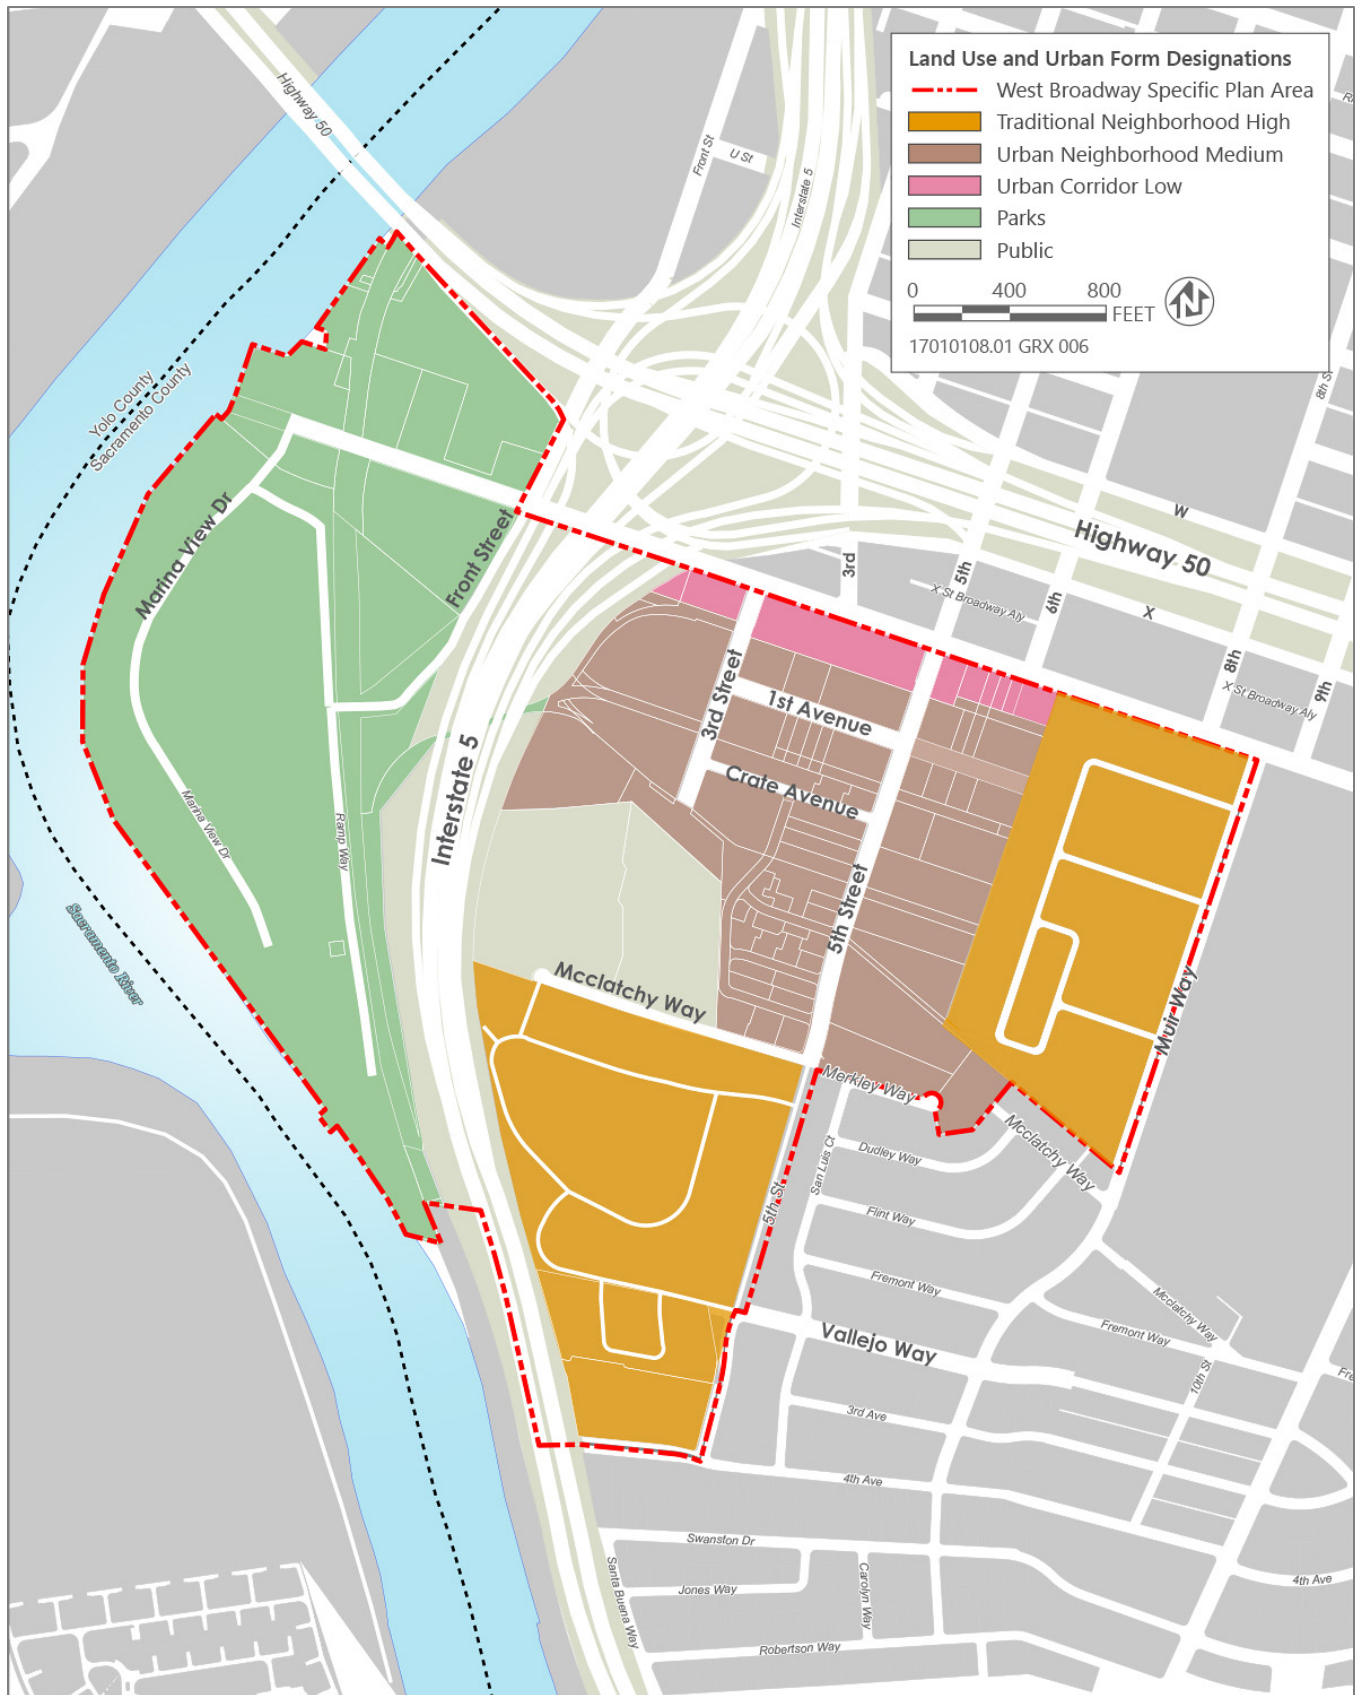 Land Use and Urban Form Designations
West Broadway Specific Plan Area
Traditional Neighborhood High
Urban Neighborhood Medium
Urban Corridor Low
Parks
Public
0 400 800
FEET
N
17010108.01 GRX 006
Highway 50
Front St
U St
Interstate 5
8th St
Yolo County
Sacramento County
W
Highway 50
X
3rd
5th
6th
8th
9th
X St Broadway Aly
X St Broadway Aly
Marina View Dr
Front Street
3rd Street
1st Avenue
Crate Avenue
Interstate 5
Marina View Dr
Ramp Way
5th Street
Sacramento River
Mcclatchy Way
Muir Way
Merkley Way
Mcclatchy Way
San Luis Ct
Dudley Way
5th St
Flint Way
Fremont Way
Mcclatchy Way
Fremont Way
Vallejo Way
10th St
Fre
3rd Ave
4th Ave
Swanston Dr
Santa Buena Way
Jones Way
Carolyn Way
4th Ave
Robertson Way